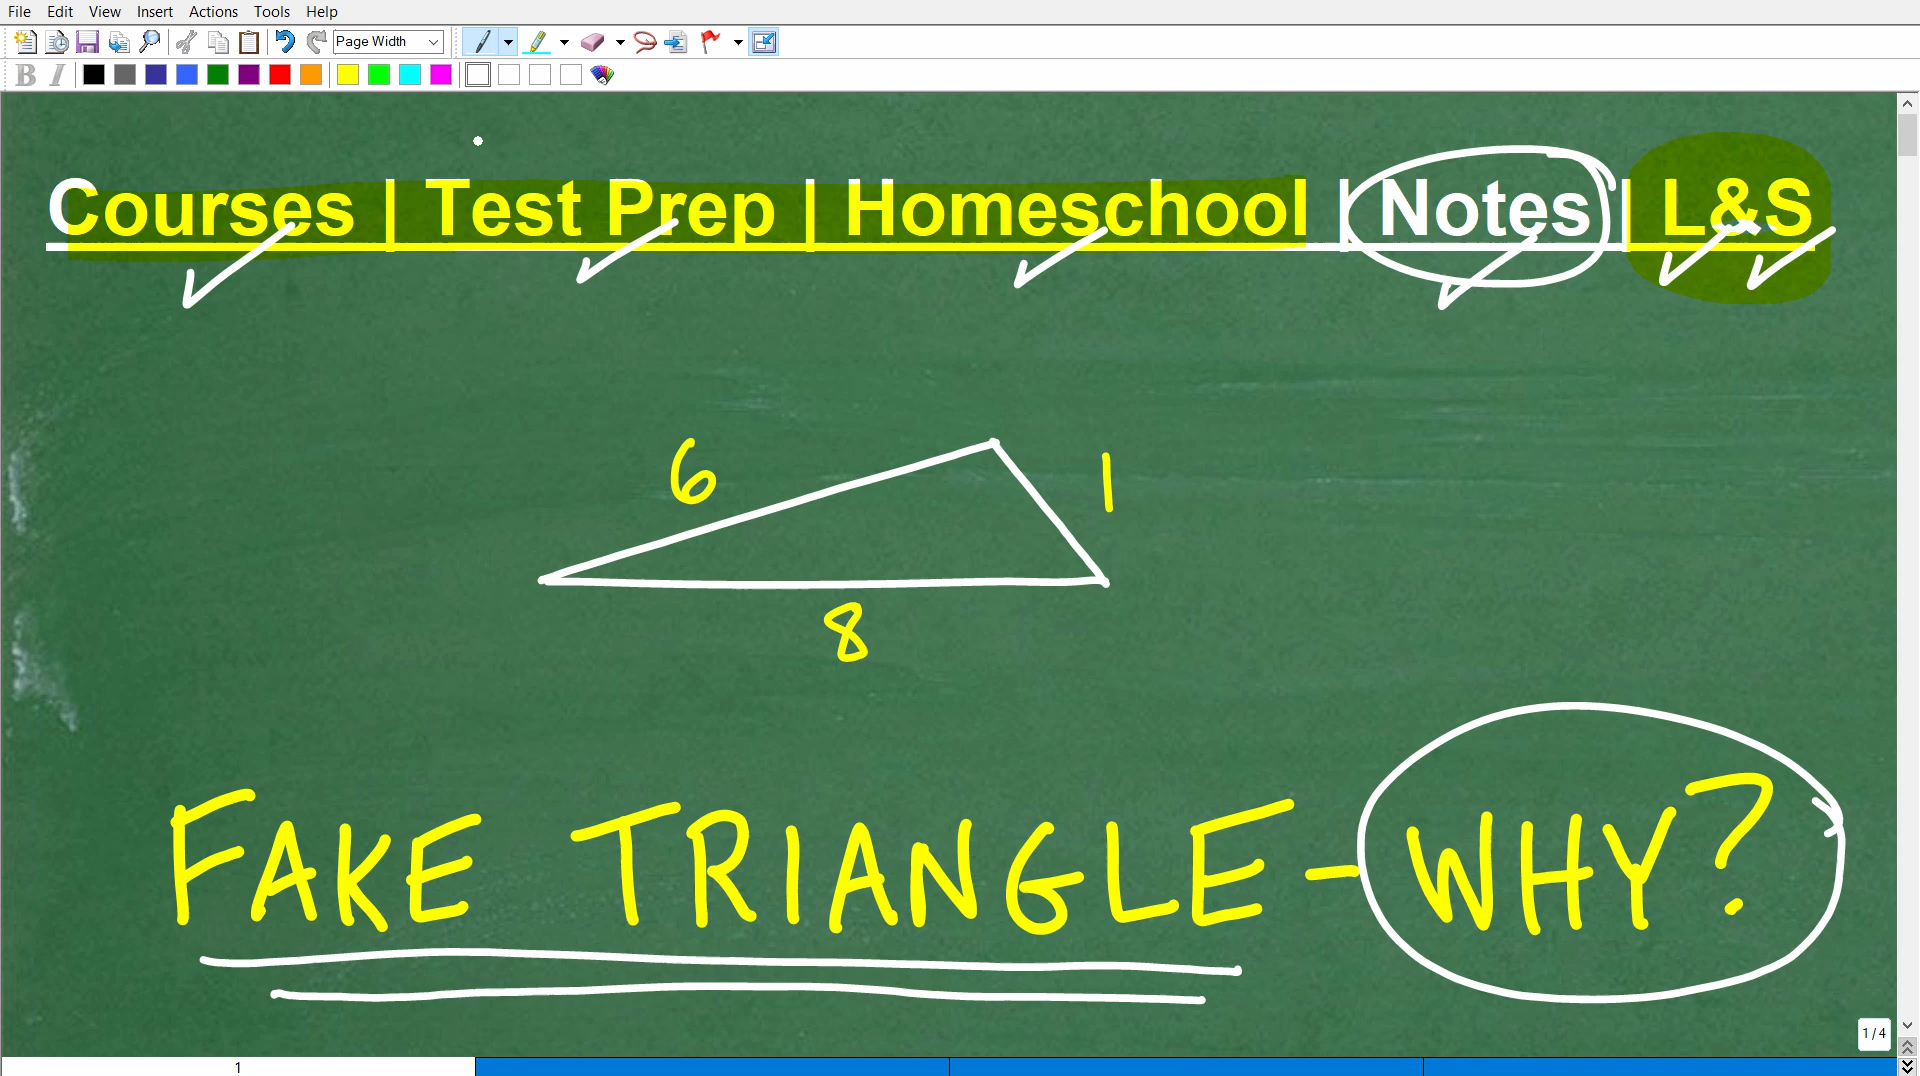 File Edit View Insert Actions Tools Help
Page Width
B I
Courses | Test Prep | Homeschool | Notes | L&S
6 1
8
FAKE TRIANGLE - WHY?
1 / 4
1